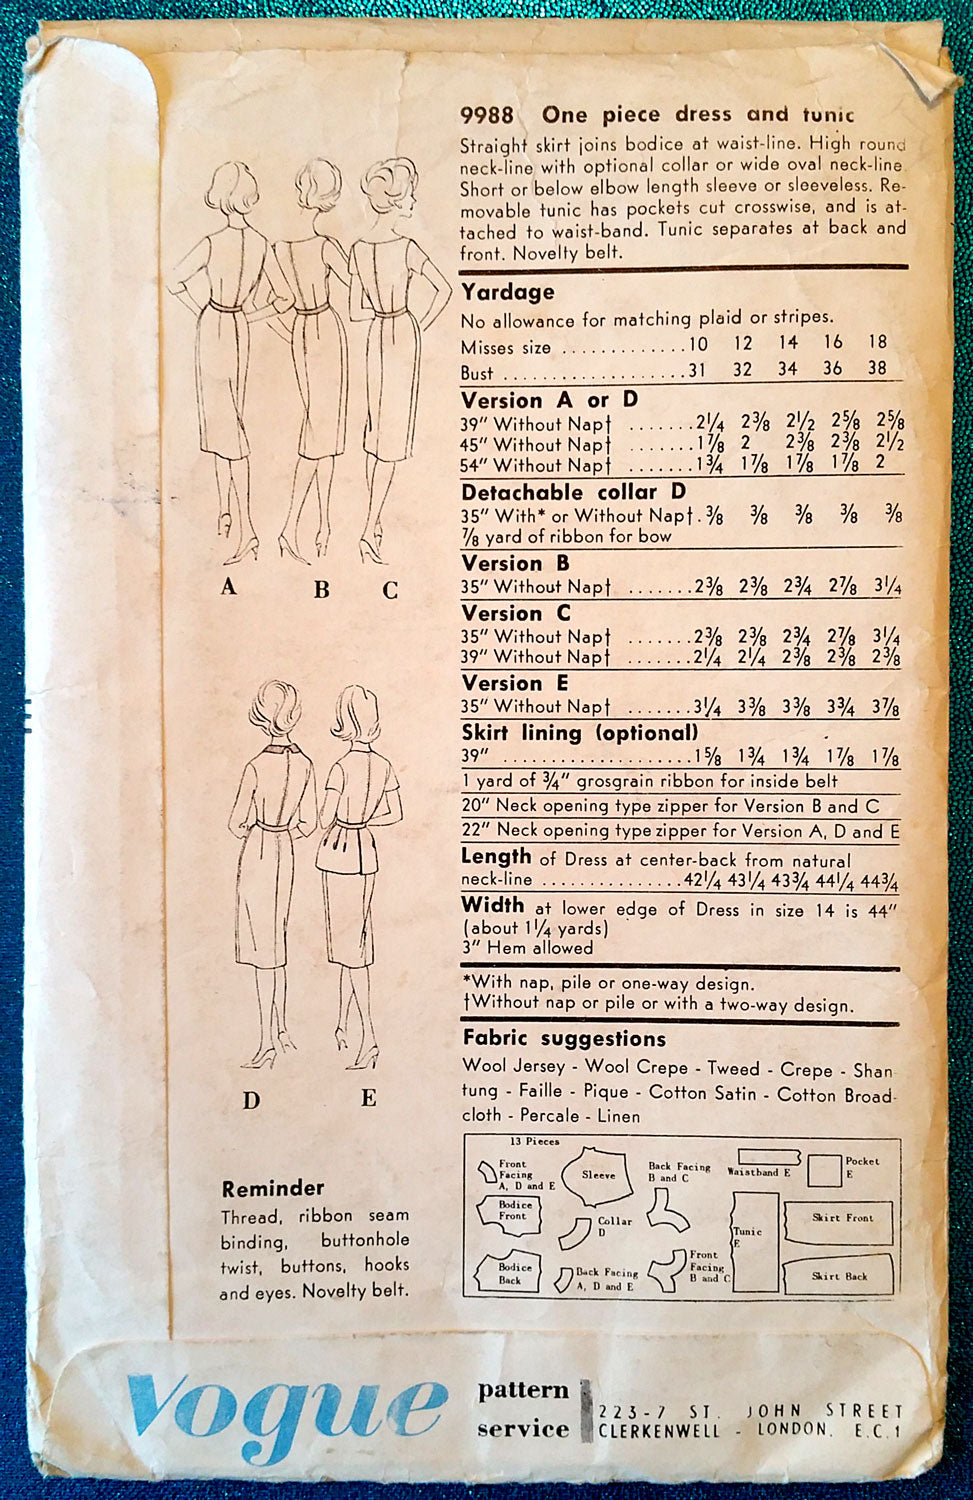 9988 One piece dress and tunic
Straight skirt joins bodice at waist-line. High round
neck-line with optional collar or wide oval neck-line.
Short or below elbow length sleeve or sleeveless. Re-
movable tunic has pockets cut crosswise, and is at-
tached to waist-band. Tunic separates at back and
front. Novelty belt.
Yardage
No allowance for matching plaid or stripes.
Misses size .............10 12 14 16 18
Bust ...................31 32 34 36 38
Version A or D
39" Without Nap† .......2¼ 2⅜ 2½ 2⅝ 2⅝
45" Without Nap† .......1⅞ 2 2⅜ 2⅜ 2½
54" Without Nap† .......1¾ 1⅞ 1⅞ 1⅞ 2
Detachable collar D
35" With* or Without Nap†.⅜ ⅜ ⅜ ⅜ ⅜
⅞ yard of ribbon for bow
Version B
35" Without Nap† .......2⅜ 2⅜ 2¾ 2⅞ 3¼
Version C
35" Without Nap† .......2⅜ 2⅜ 2¾ 2⅞ 3¼
39" Without Nap† .......2¼ 2¼ 2⅜ 2⅜ 2⅜
Version E
35" Without Nap† .......3¼ 3⅜ 3⅜ 3¾ 3⅞
Skirt lining (optional)
39" ....................1⅝ 1¾ 1¾ 1⅞ 1⅞
1 yard of ¾" grosgrain ribbon for inside belt
20" Neck opening type zipper for Version B and C
22" Neck opening type zipper for Version A, D and E
Length of Dress at center-back from natural
neck-line ...............42¼ 43¼ 43¾ 44¼ 44¾
Width at lower edge of Dress in size 14 is 44"
(about 1¼ yards)
3" Hem allowed
*With nap, pile or one-way design.
†Without nap or pile or with a two-way design.
Fabric suggestions
Wool Jersey - Wool Crepe - Tweed - Crepe - Shan-
tung - Faille - Pique - Cotton Satin - Cotton Broad-
cloth - Percale - Linen
A B C
D E
Reminder
Thread, ribbon seam
binding, buttonhole
twist, buttons, hooks
and eyes. Novelty belt.
13 Pieces
Front
Facing
A, D and E
Sleeve
Back Facing
B and C
Waistband E
Pocket
E
Bodice
Front
Collar
D
Tunic
E
Skirt Front
Bodice
Back
Back Facing
A, D and E
Front
Facing
B and C
Skirt Back
Vogue
pattern
service
223-7 ST. JOHN STREET
CLERKENWELL - LONDON. E.C.1